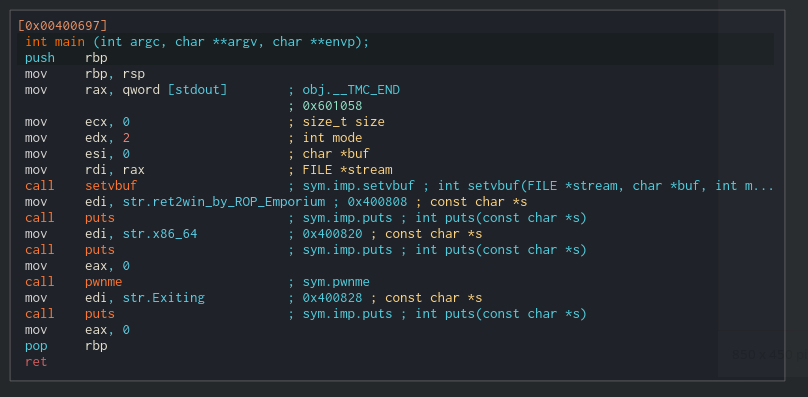 [0x00400697]
int main (int argc, char **argv, char **envp);
push rbp
mov rbp, rsp
mov rax, qword [stdout] ; obj.__TMC_END
; 0x601058
mov ecx, 0 ; size_t size
mov edx, 2 ; int mode
mov esi, 0 ; char *buf
mov rdi, rax ; FILE *stream
call setvbuf ; sym.imp.setvbuf ; int setvbuf(FILE *stream, char *buf, int m...
mov edi, str.ret2win_by_ROP_Emporium ; 0x400808 ; const char *s
call puts ; sym.imp.puts ; int puts(const char *s)
mov edi, str.x86_64 ; 0x400820 ; const char *s
call puts ; sym.imp.puts ; int puts(const char *s)
mov eax, 0
call pwnme ; sym.pwnme
mov edi, str.Exiting ; 0x400828 ; const char *s
call puts ; sym.imp.puts ; int puts(const char *s)
mov eax, 0
pop rbp
ret